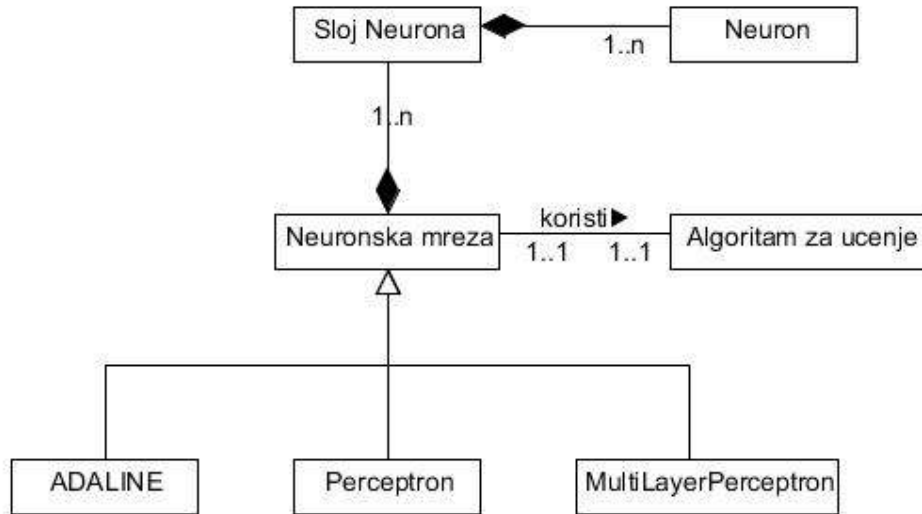 Sloj Neurona
Neuron
1..n
1..n
koristi
Neuronska mreza
Algoritam za ucenje
1..1
1..1
ADALINE
Perceptron
MultiLayerPerceptron